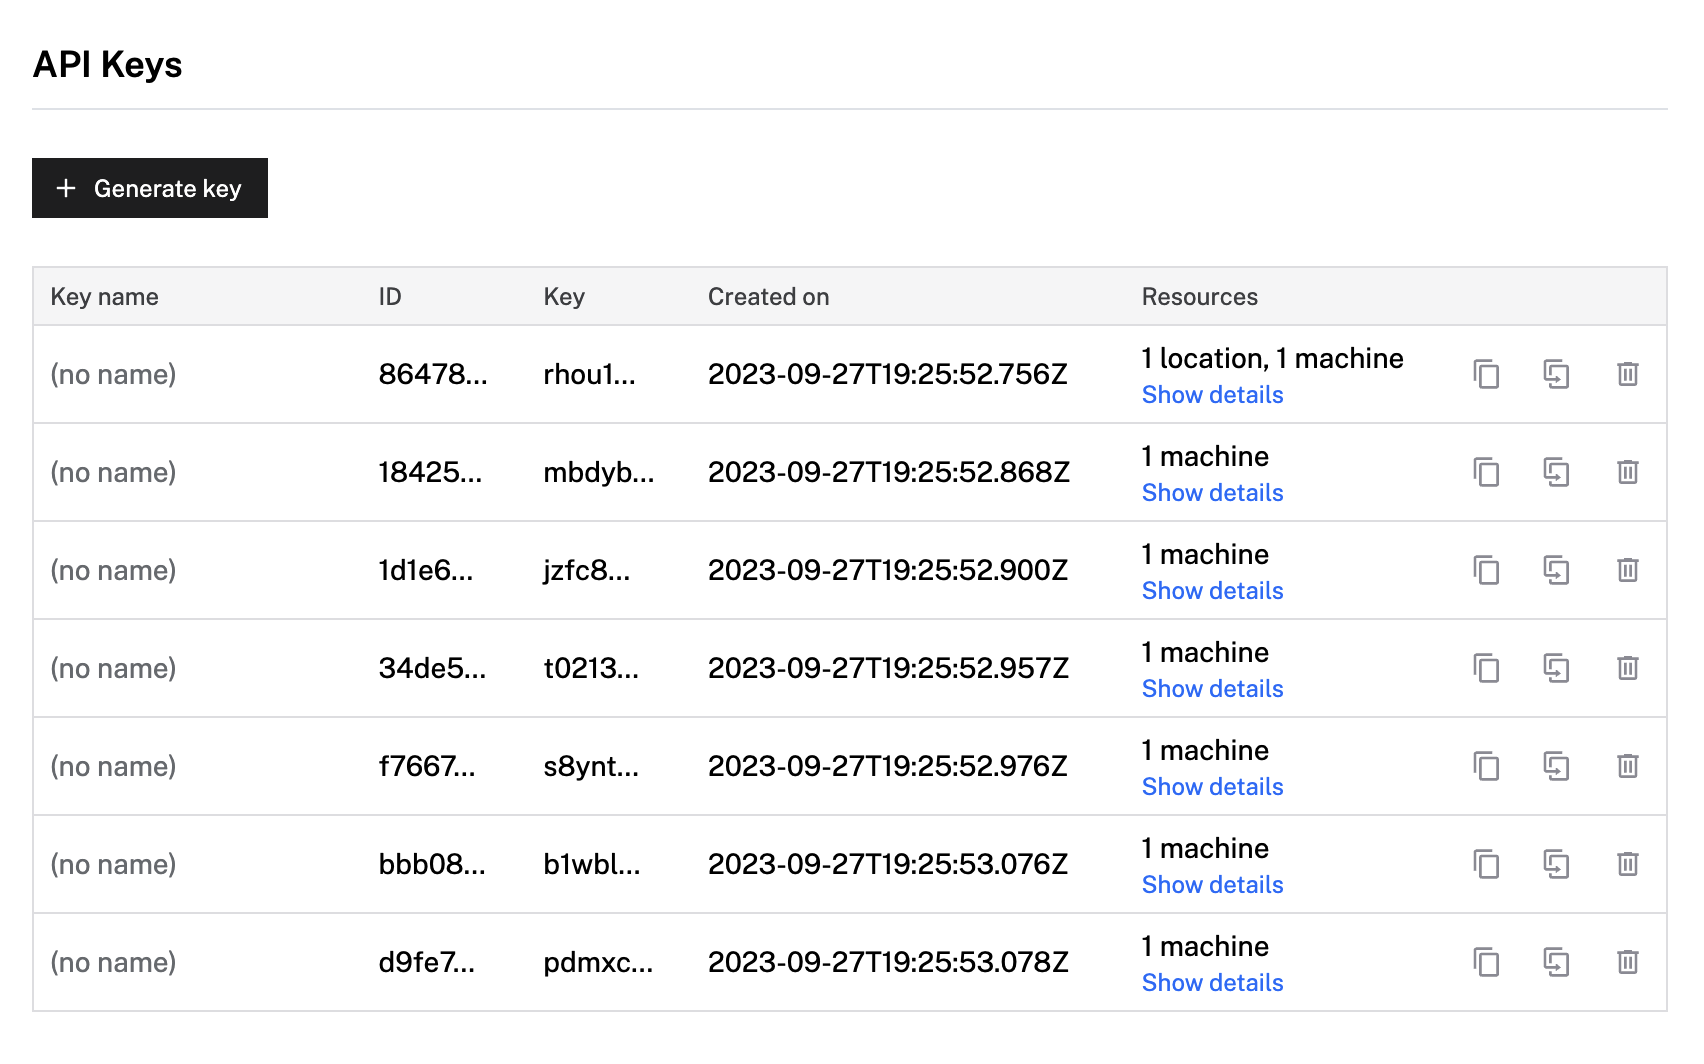 API Keys
+ Generate key
Key name ID Key Created on Resources
(no name) 86478... rhou1... 2023-09-27T19:25:52.756Z 1 location, 1 machine
Show details
(no name) 18425... mbdyb... 2023-09-27T19:25:52.868Z 1 machine
Show details
(no name) 1d1e6... jzfc8... 2023-09-27T19:25:52.900Z 1 machine
Show details
(no name) 34de5... t0213... 2023-09-27T19:25:52.957Z 1 machine
Show details
(no name) f7667... s8ynt... 2023-09-27T19:25:52.976Z 1 machine
Show details
(no name) bbb08... b1wbl... 2023-09-27T19:25:53.076Z 1 machine
Show details
(no name) d9fe7... pdmxc... 2023-09-27T19:25:53.078Z 1 machine
Show details